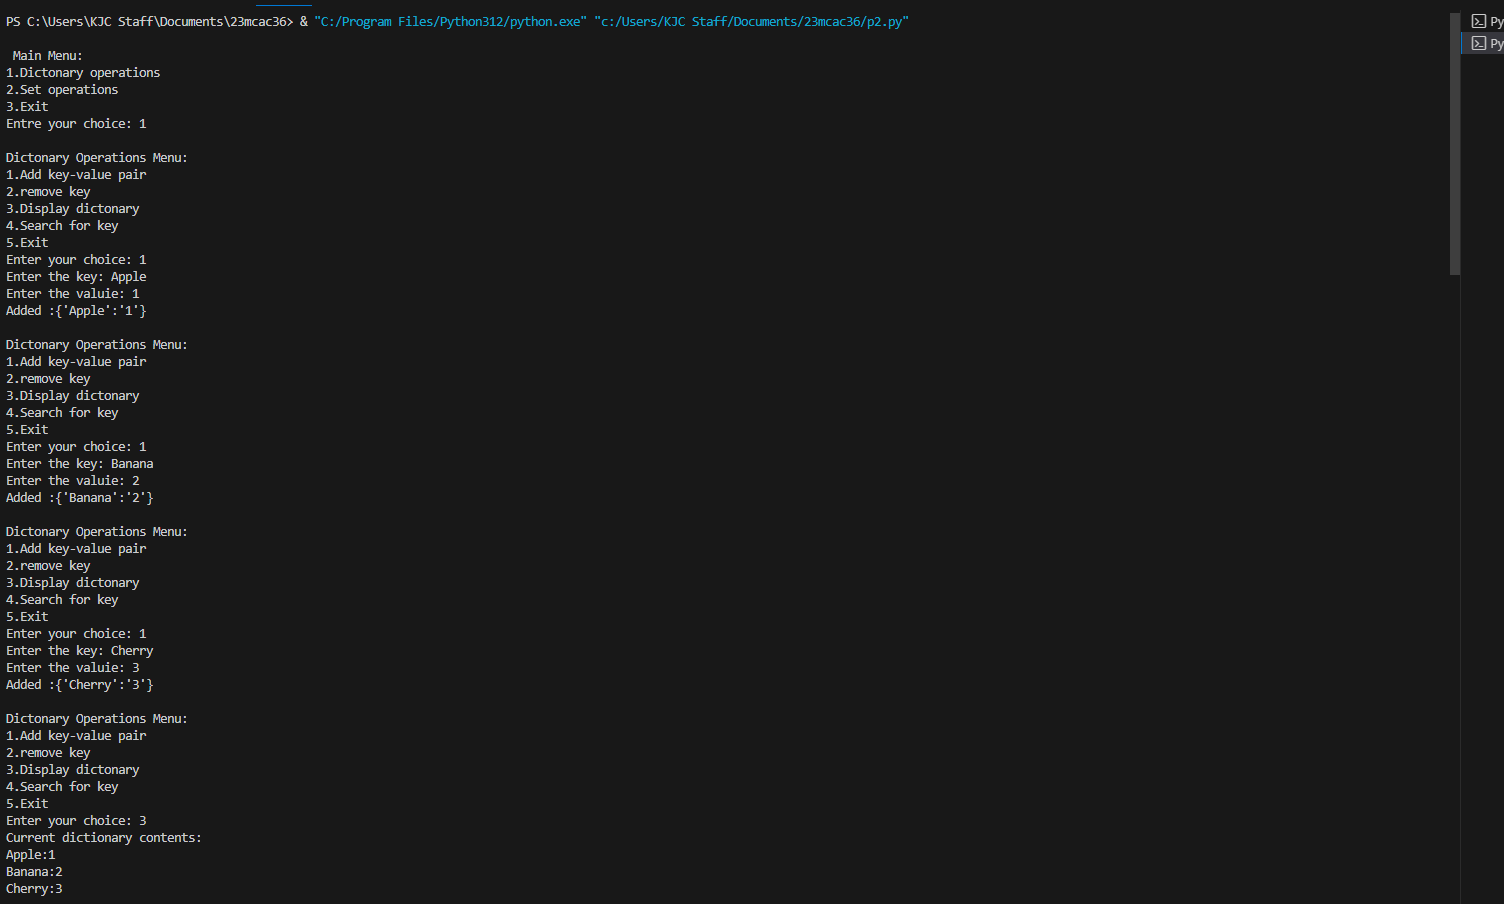 PS C:\Users\KJC Staff\Documents\23mcac36> & "C:/Program Files/Python312/python.exe" "c:/Users/KJC Staff/Documents/23mcac36/p2.py"
Main Menu:
1.Dictonary operations
2.Set operations
3.Exit
Entre your choice: 1
Dictonary Operations Menu:
1.Add key-value pair
2.remove key
3.Display dictonary
4.Search for key
5.Exit
Enter your choice: 1
Enter the key: Apple
Enter the valuie: 1
Added :{'Apple':'1'}
Dictonary Operations Menu:
1.Add key-value pair
2.remove key
3.Display dictonary
4.Search for key
5.Exit
Enter your choice: 1
Enter the key: Banana
Enter the valuie: 2
Added :{'Banana':'2'}
Dictonary Operations Menu:
1.Add key-value pair
2.remove key
3.Display dictonary
4.Search for key
5.Exit
Enter your choice: 1
Enter the key: Cherry
Enter the valuie: 3
Added :{'Cherry':'3'}
Dictonary Operations Menu:
1.Add key-value pair
2.remove key
3.Display dictonary
4.Search for key
5.Exit
Enter your choice: 3
Current dictionary contents:
Apple:1
Banana:2
Cherry:3
Py
Py